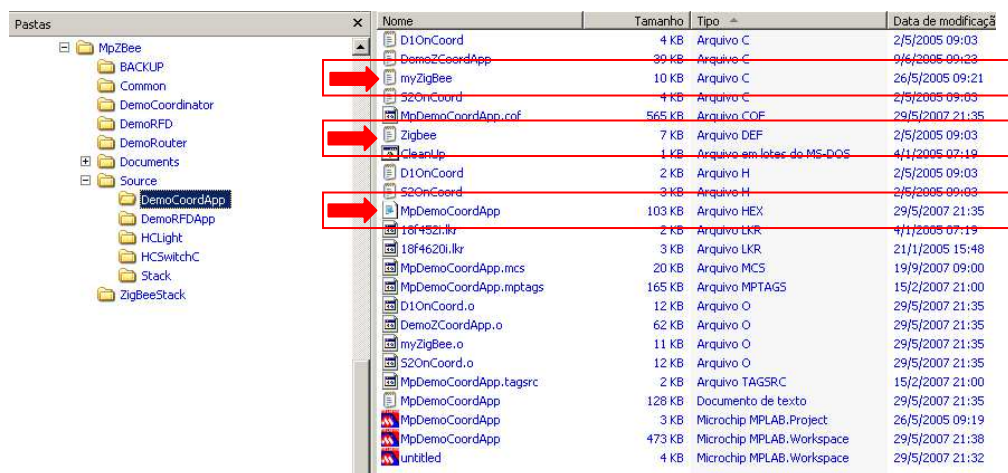 Pastas
MpZBee
BACKUP
Common
DemoCoordinator
DemoRFD
DemoRouter
Documents
Source
DemoCoordApp
DemoRFDApp
HCLight
HCSwitchC
Stack
ZigBeeStack
Nome Tamanho Tipo Data de modificaçã
D1OnCoord 4 KB Arquivo C 2/5/2005 09:03
DemoZCoordApp 39 KB Arquivo C 9/6/2005 09:23
myZigBee 10 KB Arquivo C 26/5/2005 09:21
S2OnCoord 4 KB Arquivo C 2/5/2005 09:03
MpDemoCoordApp.cof 565 KB Arquivo COF 29/5/2007 21:35
Zigbee 7 KB Arquivo DEF 2/5/2005 09:03
CleanUp 1 KB Arquivo em lotes do MS-DOS 4/1/2005 07:19
D1OnCoord 2 KB Arquivo H 2/5/2005 09:03
S2OnCoord 3 KB Arquivo H 2/5/2005 09:03
MpDemoCoordApp 103 KB Arquivo HEX 29/5/2007 21:35
18f452i.lkr 2 KB Arquivo LKR 4/1/2005 07:19
18f4620i.lkr 3 KB Arquivo LKR 21/1/2005 15:48
MpDemoCoordApp.mcs 20 KB Arquivo MCS 19/9/2007 09:00
MpDemoCoordApp.mptags 165 KB Arquivo MPTAGS 15/2/2007 21:00
D1OnCoord.o 12 KB Arquivo O 29/5/2007 21:35
DemoZCoordApp.o 62 KB Arquivo O 29/5/2007 21:35
myZigBee.o 11 KB Arquivo O 29/5/2007 21:35
S2OnCoord.o 12 KB Arquivo O 29/5/2007 21:35
MpDemoCoordApp.tagsrc 2 KB Arquivo TAGSRC 15/2/2007 21:00
MpDemoCoordApp 128 KB Documento de texto 29/5/2007 21:35
MpDemoCoordApp 3 KB Microchip MPLAB.Project 26/5/2005 09:19
MpDemoCoordApp 473 KB Microchip MPLAB.Workspace 29/5/2007 21:38
untitled 4 KB Microchip MPLAB.Workspace 29/5/2007 21:32